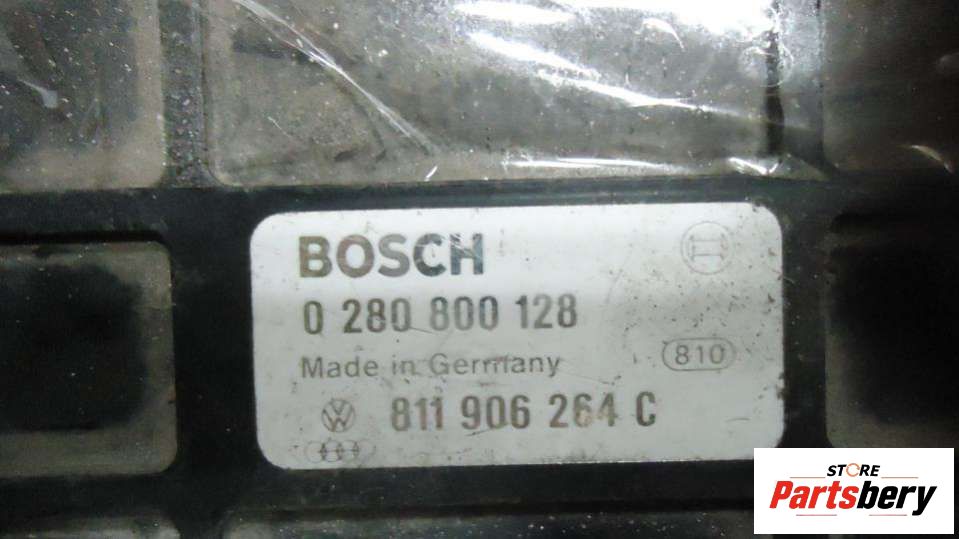 BOSCH
0 280 800 128
Made in Germany
810
811 906 264 C
STORE
Partsbery